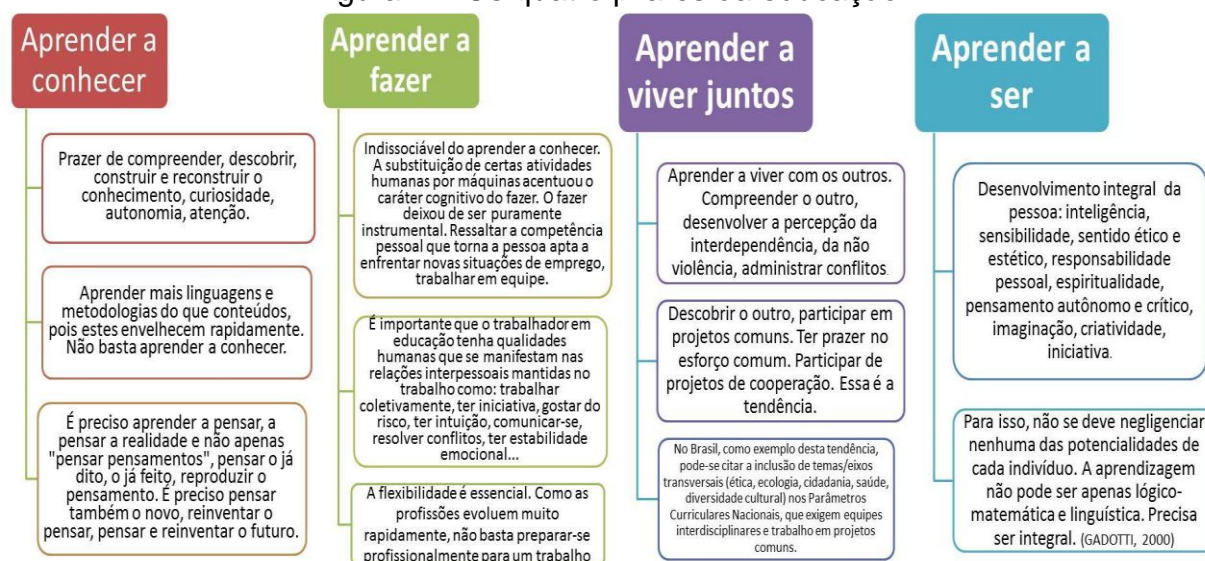 Aprender a
conhecer
Prazer de compreender, descobrir,
construir e reconstruir o
conhecimento, curiosidade,
autonomia, atenção.
Aprender mais linguagens e
metodologias do que conteúdos,
pois estes envelhecem rapidamente.
Não basta aprender a conhecer.
É preciso aprender a pensar, a
pensar a realidade e não apenas
"pensar pensamentos", pensar o já
dito, o já feito, reproduzir o
pensamento. É preciso pensar
também o novo, reinventar o
pensar, pensar e reinventar o futuro.
Aprender a
fazer
Indissociável do aprender a conhecer.
A substituição de certas atividades
humanas por máquinas acentuou o
caráter cognitivo do fazer. O fazer
deixou de ser puramente
instrumental. Ressaltar a competência
pessoal que torna a pessoa apta a
enfrentar novas situações de emprego,
trabalhar em equipe.
É importante que o trabalhador em
educação tenha qualidades
humanas que se manifestam nas
relações interpessoais mantidas no
trabalho como: trabalhar
coletivamente, ter iniciativa, gostar do
risco, ter intuição, comunicar-se,
resolver conflitos, ter estabilidade
emocional...
A flexibilidade é essencial. Como as
profissões evoluem muito
rapidamente, não basta preparar-se
profissionalmente para um trabalho
Aprender a
viver juntos
Aprender a viver com os outros.
Compreender o outro,
desenvolver a percepção da
interdependência, da não
violência, administrar conflitos.
Descobrir o outro, participar em
projetos comuns. Ter prazer no
esforço comum. Participar de
projetos de cooperação. Essa é a
tendência.
No Brasil, como exemplo desta tendência,
pode-se citar a inclusão de temas/eixos
transversais (ética, ecologia, cidadania, saúde,
diversidade cultural) nos Parâmetros
Curriculares Nacionais, que exigem equipes
interdisciplinares e trabalho em projetos
comuns.
Aprender a
ser
Desenvolvimento integral da
pessoa: inteligência,
sensibilidade, sentido ético e
estético, responsabilidade
pessoal, espiritualidade,
pensamento autônomo e crítico,
imaginação, criatividade,
iniciativa.
Para isso, não se deve negligenciar
nenhuma das potencialidades de
cada indivíduo. A aprendizagem
não pode ser apenas lógico-
matemática e linguística. Precisa
ser integral. (GADOTTI, 2000)